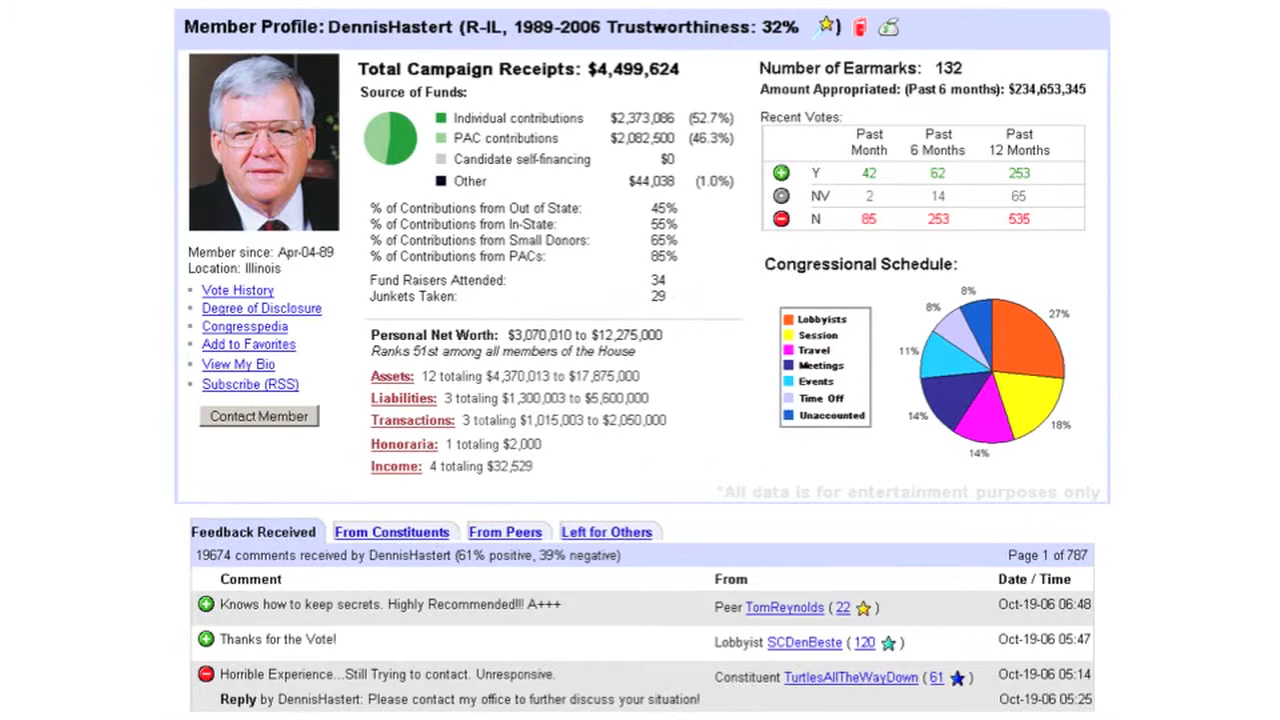 Member Profile: DennisHastert (R-IL, 1989-2006 Trustworthiness: 32% )
Total Campaign Receipts: $4,499,624
Source of Funds:
Individual contributions $2,373,086 (52.7%)
PAC contributions $2,082,500 (46.3%)
Candidate self-financing $0
Other $44,038 (1.0%)
% of Contributions from Out of State: 45%
% of Contributions from In-State: 55%
% of Contributions from Small Donors: 65%
% of Contributions from PACs: 85%
Fund Raisers Attended: 34
Junkets Taken: 29
Personal Net Worth: $3,070,010 to $12,275,000
Ranks 51st among all members of the House
Assets: 12 totaling $4,370,013 to $17,875,000
Liabilities: 3 totaling $1,300,003 to $5,600,000
Transactions: 3 totaling $1,015,003 to $2,050,000
Honoraria: 1 totaling $2,000
Income: 4 totaling $32,529
Member since: Apr-04-89
Location: Illinois
Vote History
Degree of Disclosure
Congresspedia
Add to Favorites
View My Bio
Subscribe (RSS)
Contact Member
Number of Earmarks: 132
Amount Appropriated: (Past 6 months): $234,653,345
Recent Votes:
Past Month Past 6 Months Past 12 Months
Y 42 62 253
NV 2 14 65
N 85 253 535
Congressional Schedule:
Lobbyists
Session
Travel
Meetings
Events
Time Off
Unaccounted
8%
27%
8%
11%
14%
18%
14%
*All data is for entertainment purposes only
Feedback Received From Constituents From Peers Left for Others
19674 comments received by DennisHastert (61% positive, 39% negative) Page 1 of 787
Comment From Date / Time
Knows how to keep secrets. Highly Recommended!!! A+++ Peer TomReynolds ( 22 ) Oct-19-06 06:48
Thanks for the Vote! Lobbyist SCDenBeste ( 120 ) Oct-19-06 05:47
Horrible Experience...Still Trying to contact. Unresponsive. Constituent TurtlesAllTheWayDown ( 61 ) Oct-19-06 05:14
Reply by DennisHastert: Please contact my office to further discuss your situation! Oct-19-06 05:25